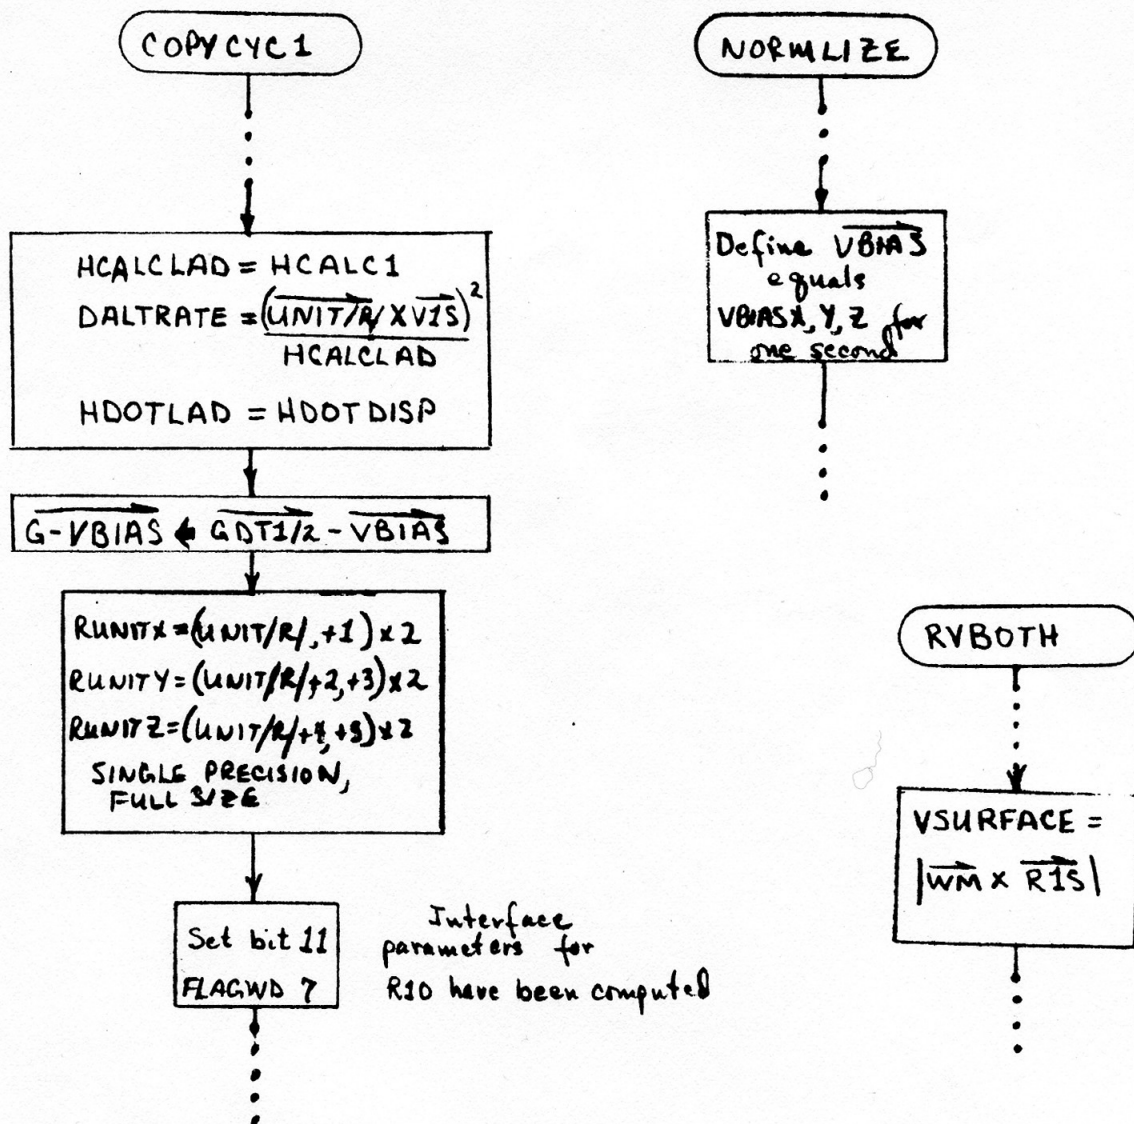 COPYCYC1
HCALCLAD = HCALC1
DALTRATE = (UNIT/R/ X V1S)²
HCALCLAD
HDOTLAD = HDOTDISP
G-VBIAS ← GDT1/2 - VBIAS
RUNITX = (UNIT/R/, +1) x 2
RUNITY = (UNIT/R/+2, +3) x 2
RUNITZ = (UNIT/R/+4, +5) x 2
SINGLE PRECISION,
FULL SIZE
Set bit 11
FLAGWD 7
Interface
parameters for
R10 have been computed
NORMLIZE
Define VBIAS
equals
VBIASX, Y, Z for
one second
RVBOTH
VSURFACE =
|WM x R1S|